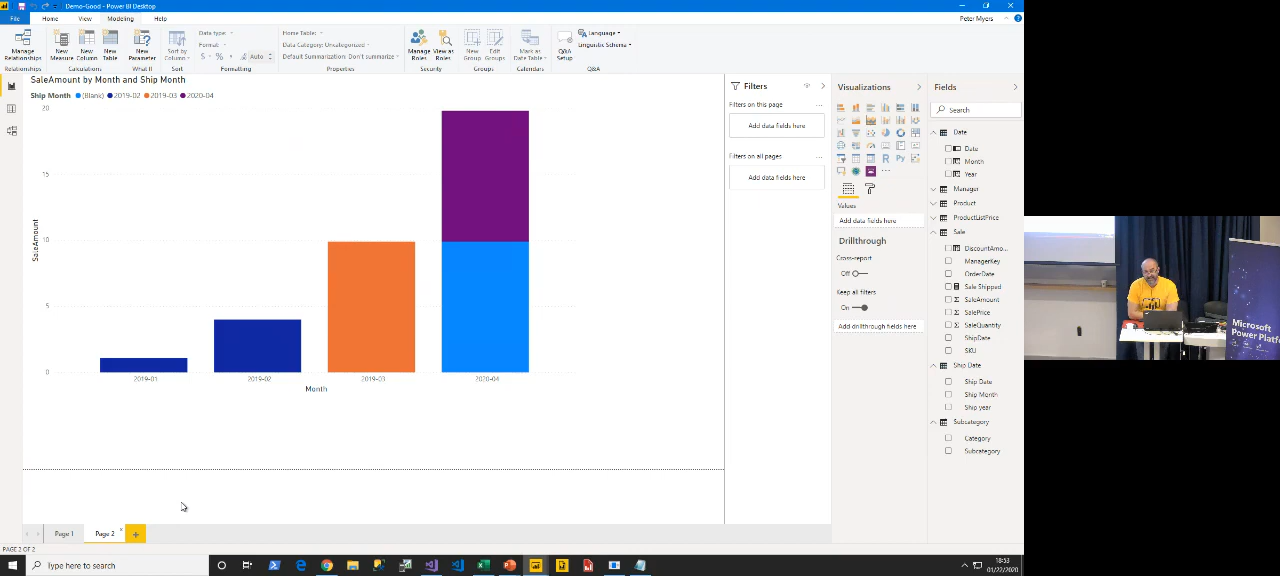 Demo-Good - Power BI Desktop
File
Home
View
Modeling
Help
Peter Myers
Manage
Relationships
New
Measure
New
Column
New
Table
New
Parameter
Sort by
Column
Data type:
Format:
$
%
Auto
Home Table:
Data Category: Uncategorized
Default Summarization: Don't summarize
Manage
Roles
View as
Roles
New
Group
Edit
Groups
Mark as
Date Table
Q&A
Setup
Language
Linguistic Schema
Relationships
Calculations
What If
Sort
Formatting
Properties
Security
Groups
Calendars
Q&A
SaleAmount by Month and Ship Month
Ship Month (Blank) 2019-02 2019-03 2020-04
20
15
10
5
0
SaleAmount
2019-01
2019-02
2019-03
2020-04
Month
Filters
Filters on this page
Add data fields here
Filters on all pages
Add data fields here
Visualizations
R
Py
Values
Add data fields here
Drillthrough
Cross-report
Off
Keep all filters
On
Add drillthrough fields here
Fields
Search
Date
Date
Month
Year
Manager
Product
ProductListPrice
Sale
DiscountAmo...
ManagerKey
OrderDate
Sale Shipped
SaleAmount
SalePrice
SaleQuantity
ShipDate
SKU
Ship Date
Ship Date
Ship Month
Ship year
Subcategory
Category
Subcategory
Microsoft
Power Platf
Page 1
Page 2
PAGE 2 OF 2
Type here to search
18:53
01/22/2020